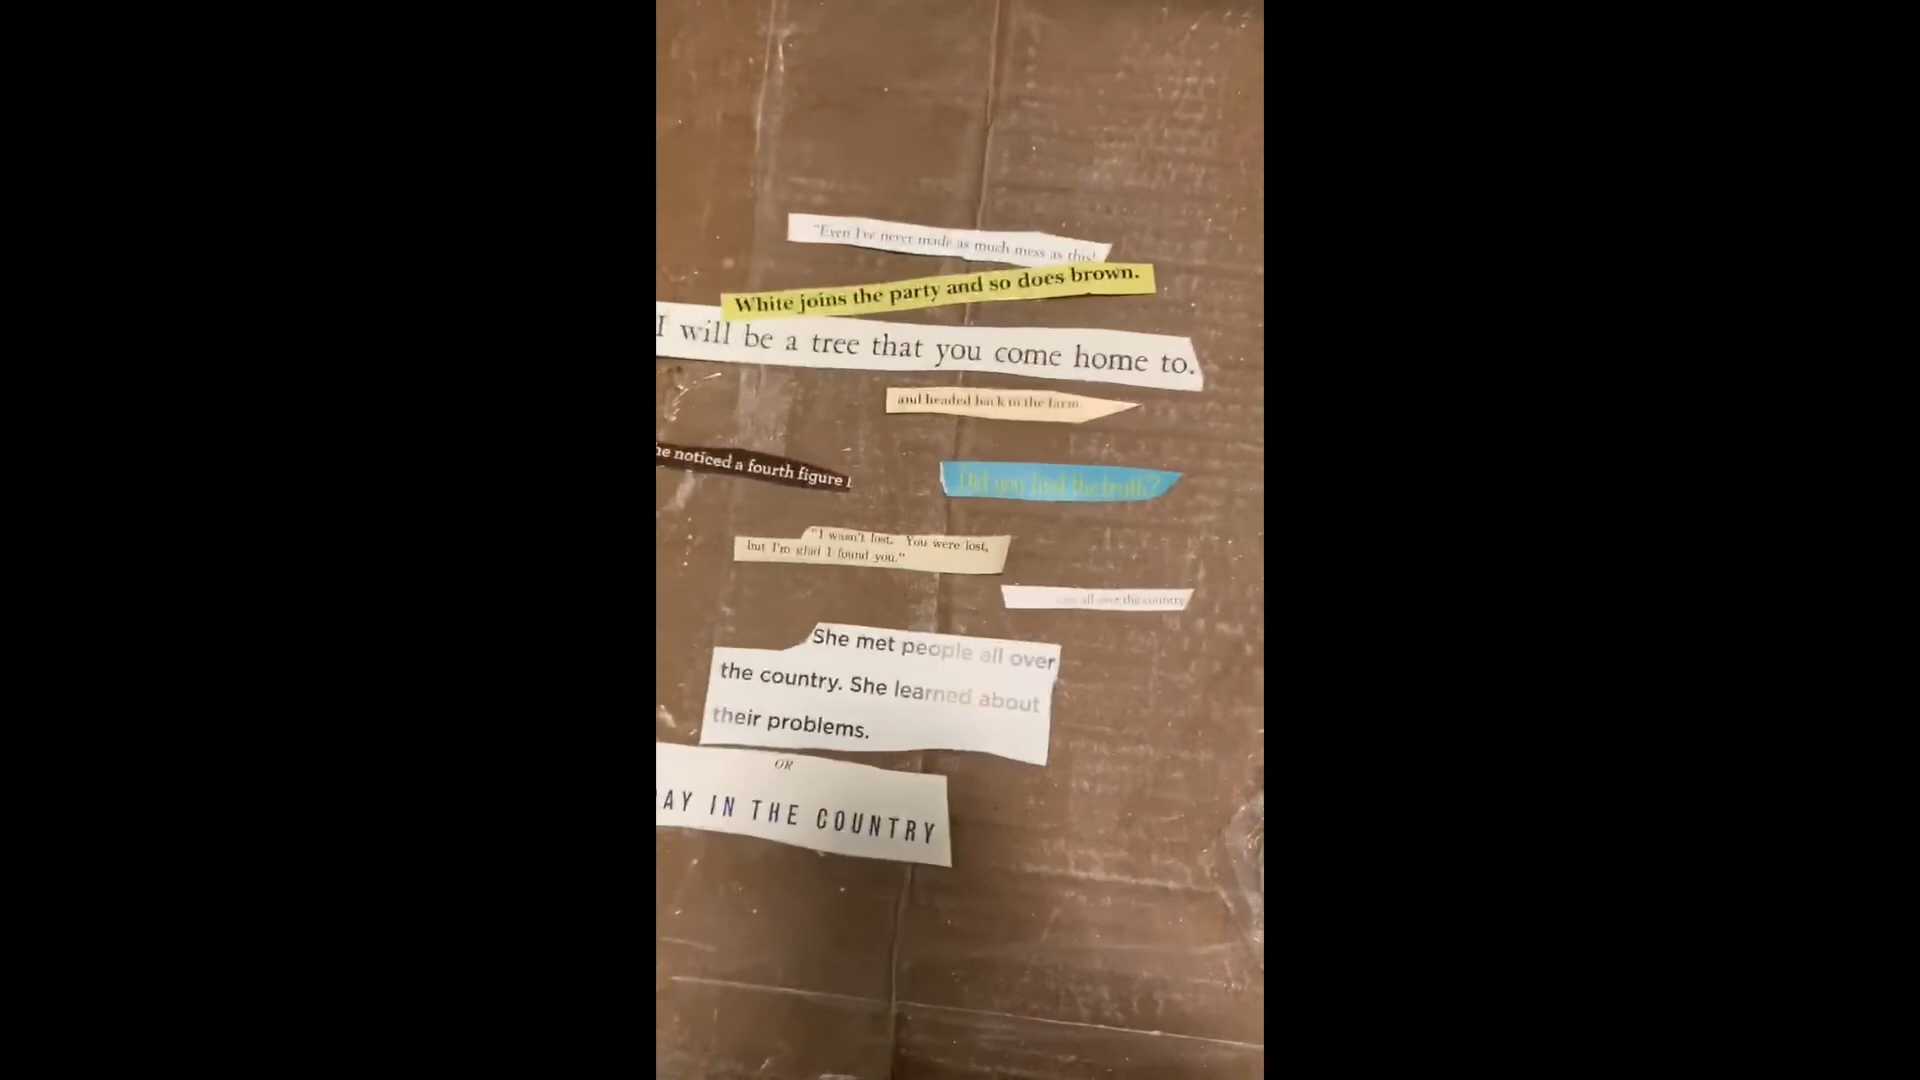 "Even I've never made as much mess as this!
White joins the party and so does brown.
I will be a tree that you come home to.
and headed back to the farm.
he noticed a fourth figure
Did you find the truth?
"I wasn't lost. You were lost,
but I'm glad I found you."
all over the country
She met people all over
the country. She learned about
their problems.
OR
AY IN THE COUNTRY